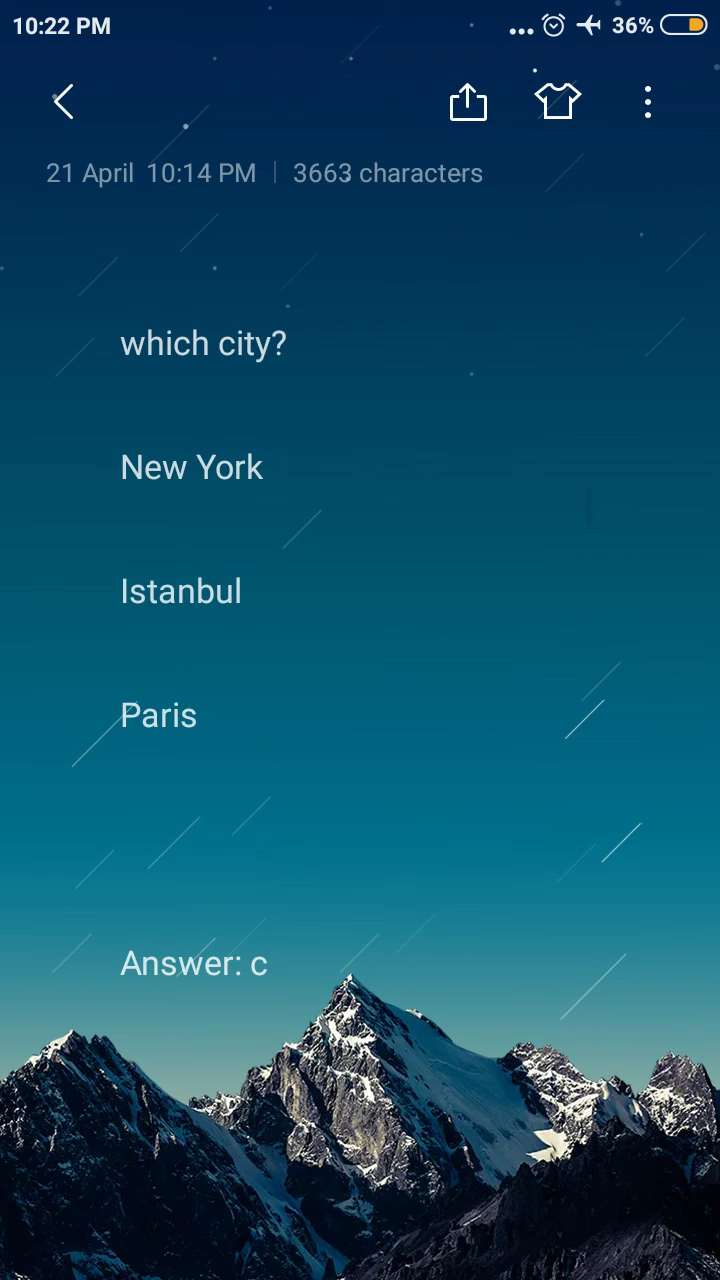 10:22 PM
36%
21 April 10:14 PM | 3663 characters
which city?
New York
Istanbul
Paris
Answer: c